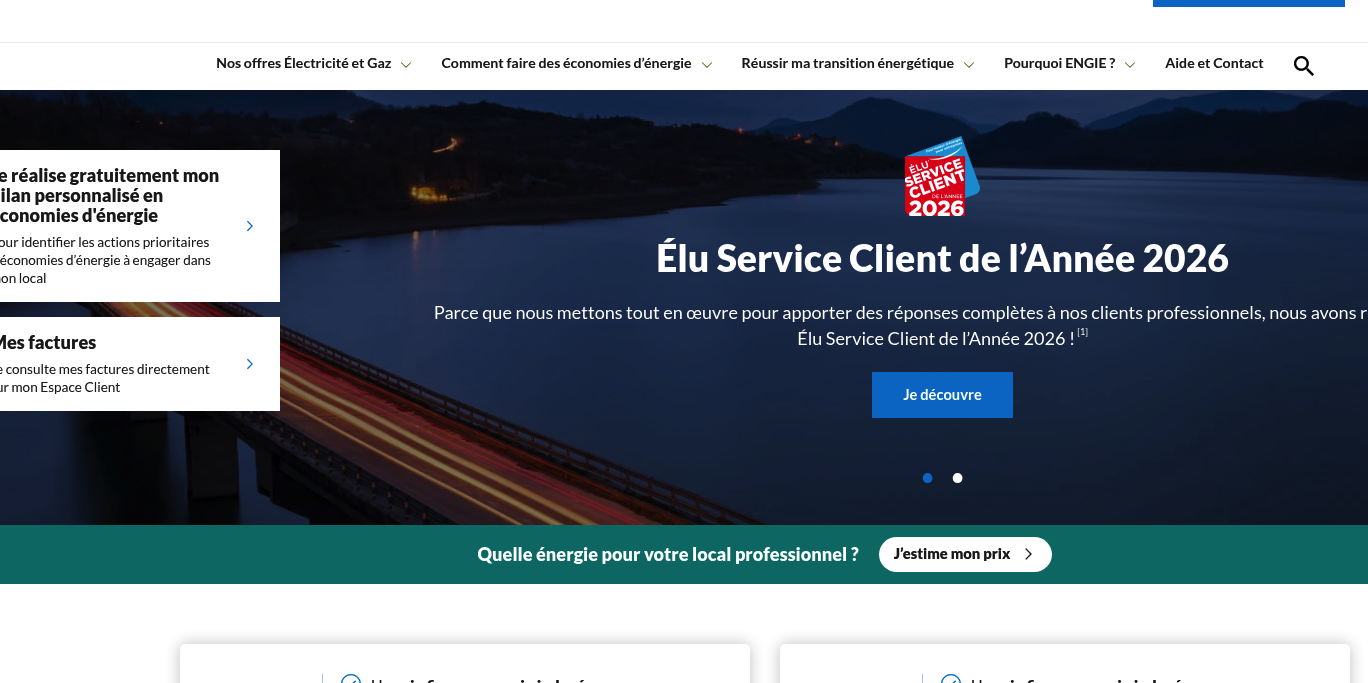 Nos offres Électricité et Gaz
Comment faire des économies d’énergie
Réussir ma transition énergétique
Pourquoi ENGIE ?
Aide et Contact
e réalise gratuitement mon
ilan personnalisé en
conomies d'énergie
our identifier les actions prioritaires
économies d’énergie à engager dans
on local
Mes factures
e consulte mes factures directement
ur mon Espace Client
ÉLU
SERVICE
CLIENT
DE L'ANNÉE
2026
Élu Service Client de l’Année 2026
Parce que nous mettons tout en œuvre pour apporter des réponses complètes à nos clients professionnels, nous avons r
Élu Service Client de l’Année 2026 ! [1]
Je découvre
Quelle énergie pour votre local professionnel ?
J’estime mon prix